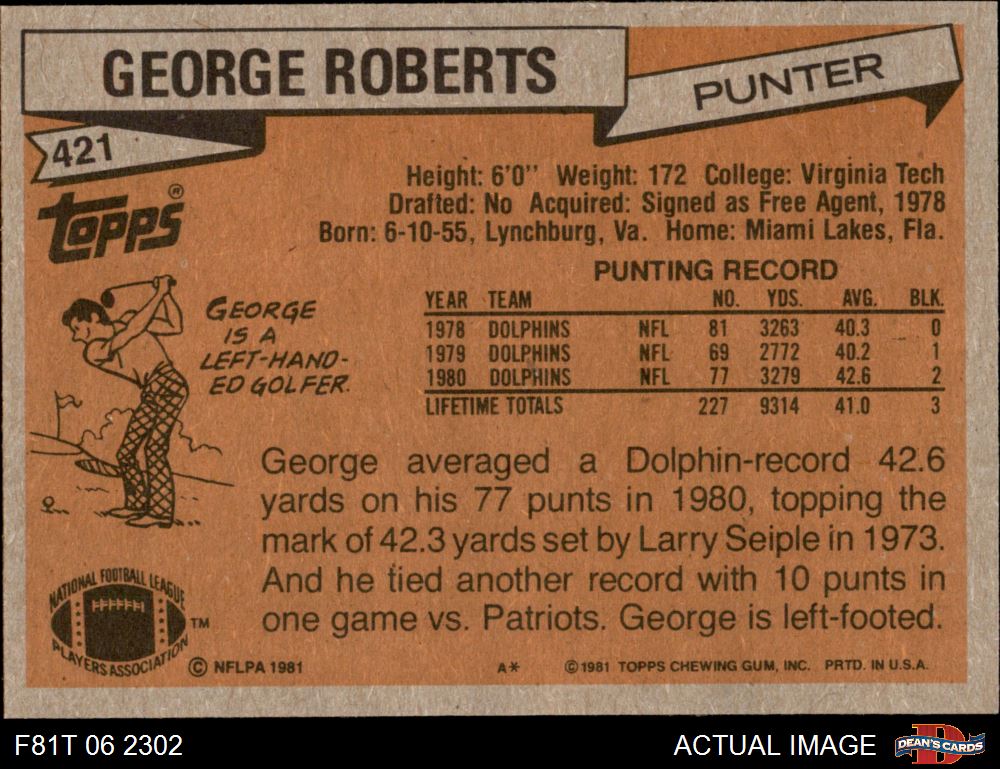 GEORGE ROBERTS
PUNTER
421
Topps®
Height: 6'0'' Weight: 172 College: Virginia Tech
Drafted: No Acquired: Signed as Free Agent, 1978
Born: 6-10-55, Lynchburg, Va. Home: Miami Lakes, Fla.
PUNTING RECORD
YEAR TEAM NO. YDS. AVG. BLK.
1978 DOLPHINS NFL 81 3263 40.3 0
1979 DOLPHINS NFL 69 2772 40.2 1
1980 DOLPHINS NFL 77 3279 42.6 2
LIFETIME TOTALS 227 9314 41.0 3
GEORGE
IS A
LEFT-HAND-
ED GOLFER.
George averaged a Dolphin-record 42.6
yards on his 77 punts in 1980, topping the
mark of 42.3 yards set by Larry Seiple in 1973.
And he tied another record with 10 punts in
one game vs. Patriots. George is left-footed.
NATIONAL FOOTBALL LEAGUE
PLAYERS ASSOCIATION
TM
© NFLPA 1981
A*
© 1981 TOPPS CHEWING GUM, INC. PRTD. IN U.S.A.
F81T 06 2302
ACTUAL IMAGE
D
DEAN'S CARDS